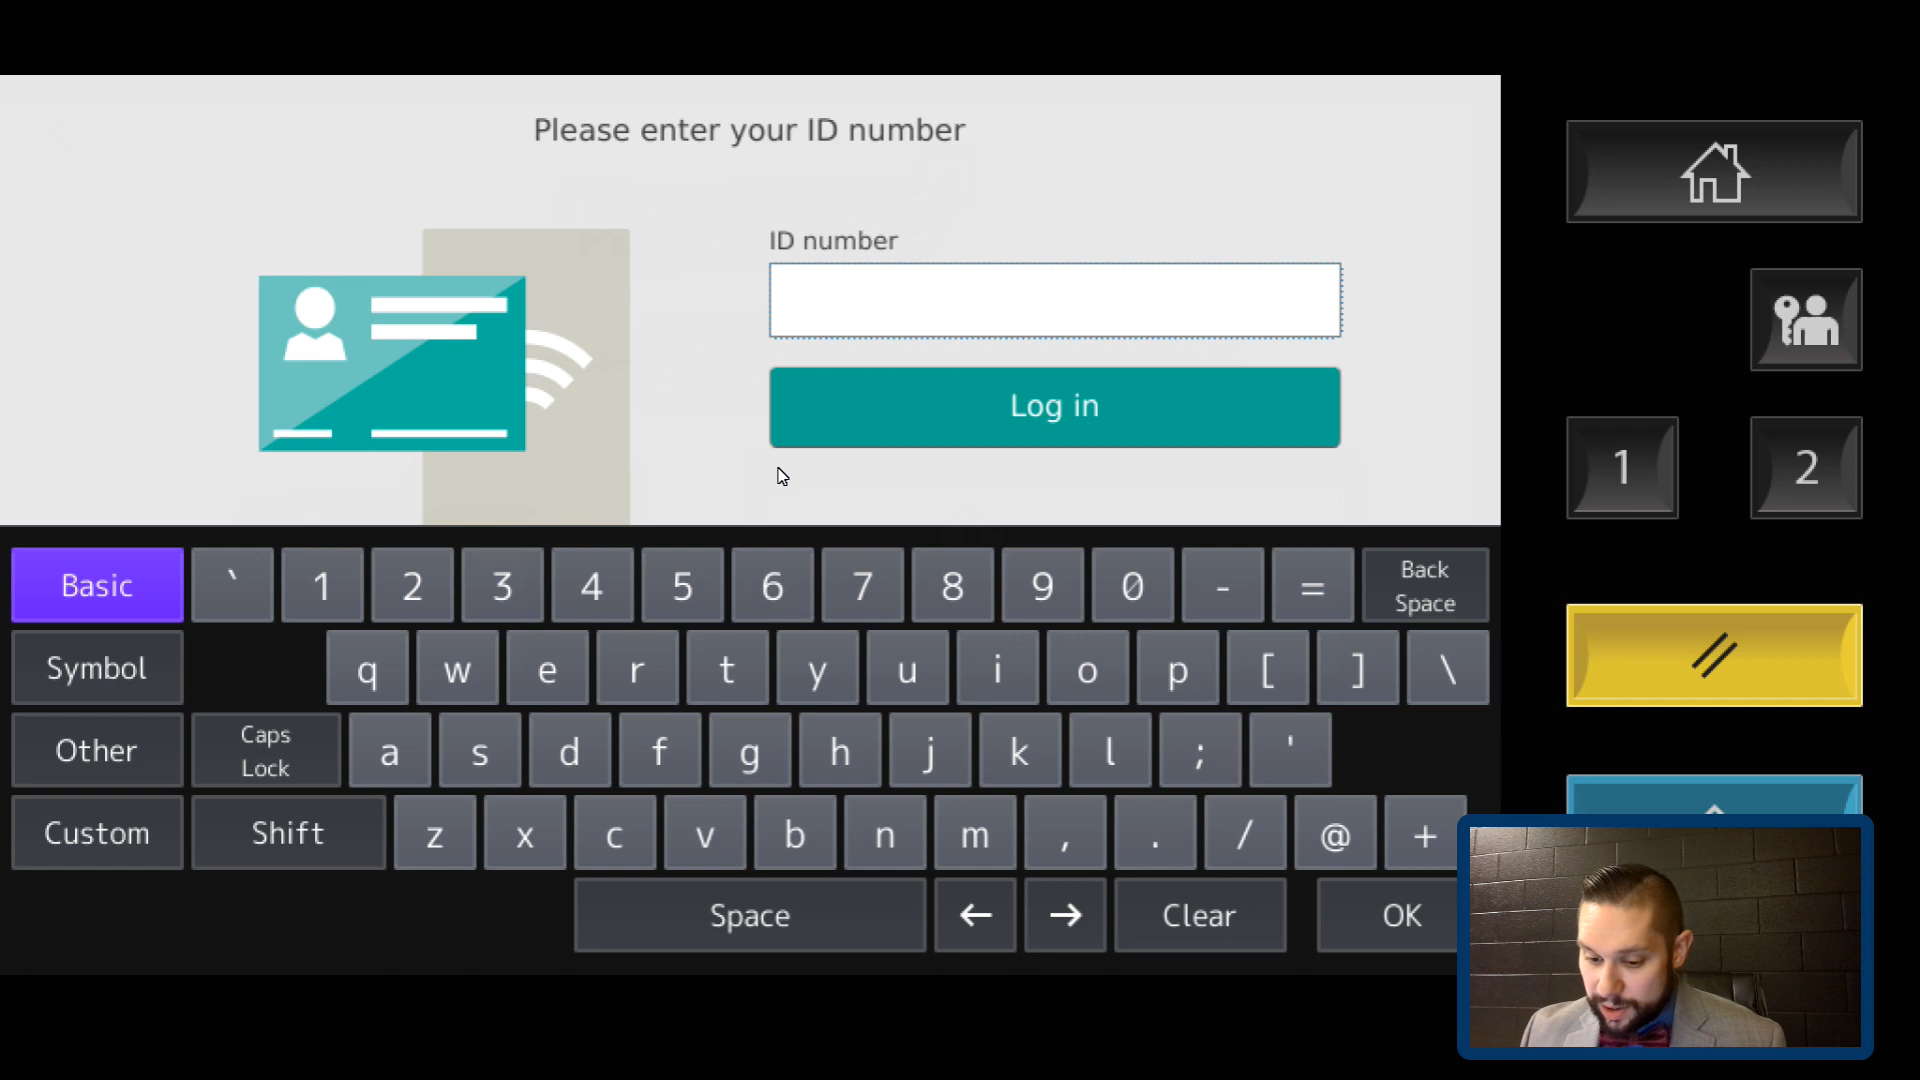 Please enter your ID number
ID number
Log in
1 2
Basic ` 1 2 3 4 5 6 7 8 9 0 - = Back Space
Symbol q w e r t y u i o p [ ] \
Other Caps Lock a s d f g h j k l ; '
Custom Shift z x c v b n m , . / @ +
Space ← → Clear OK